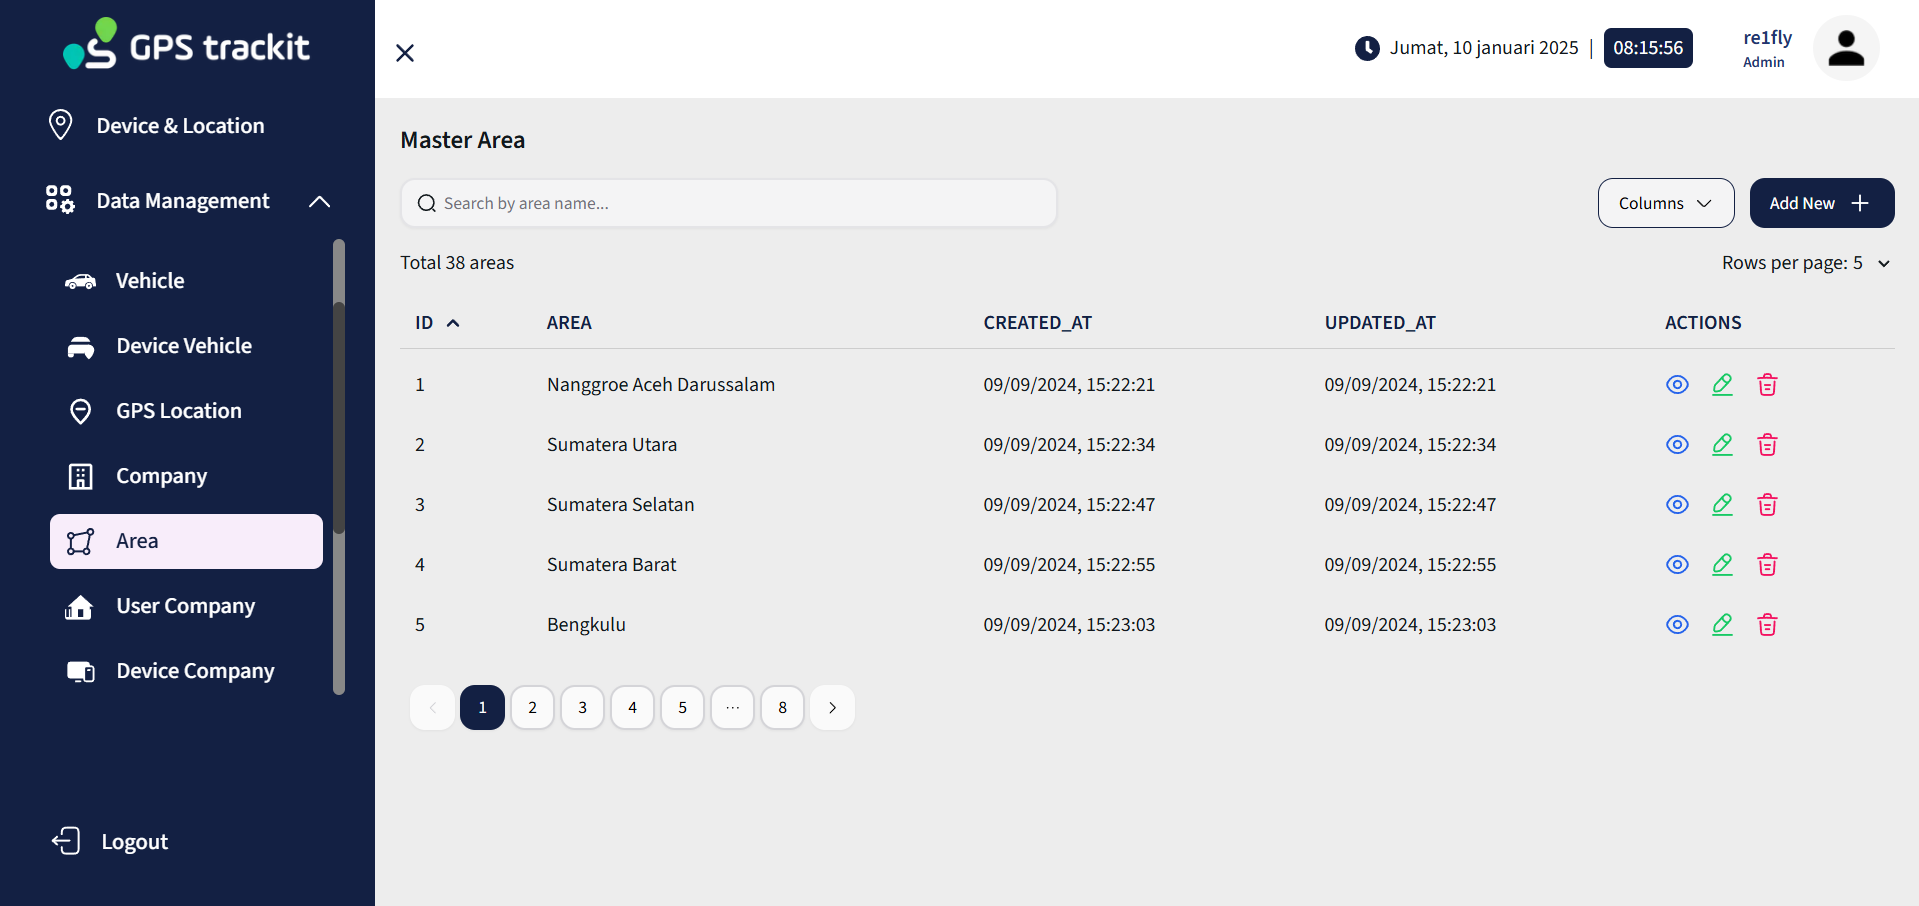 GPS trackit
Device & Location
Data Management
Vehicle
Device Vehicle
GPS Location
Company
Area
User Company
Device Company
Logout
Jumat, 10 januari 2025 | 08:15:56
re1fly
Admin
Master Area
Search by area name...
Columns
Add New
Total 38 areas
Rows per page: 5
ID AREA CREATED_AT UPDATED_AT ACTIONS
1 Nanggroe Aceh Darussalam 09/09/2024, 15:22:21 09/09/2024, 15:22:21
2 Sumatera Utara 09/09/2024, 15:22:34 09/09/2024, 15:22:34
3 Sumatera Selatan 09/09/2024, 15:22:47 09/09/2024, 15:22:47
4 Sumatera Barat 09/09/2024, 15:22:55 09/09/2024, 15:22:55
5 Bengkulu 09/09/2024, 15:23:03 09/09/2024, 15:23:03
1 2 3 4 5 ... 8